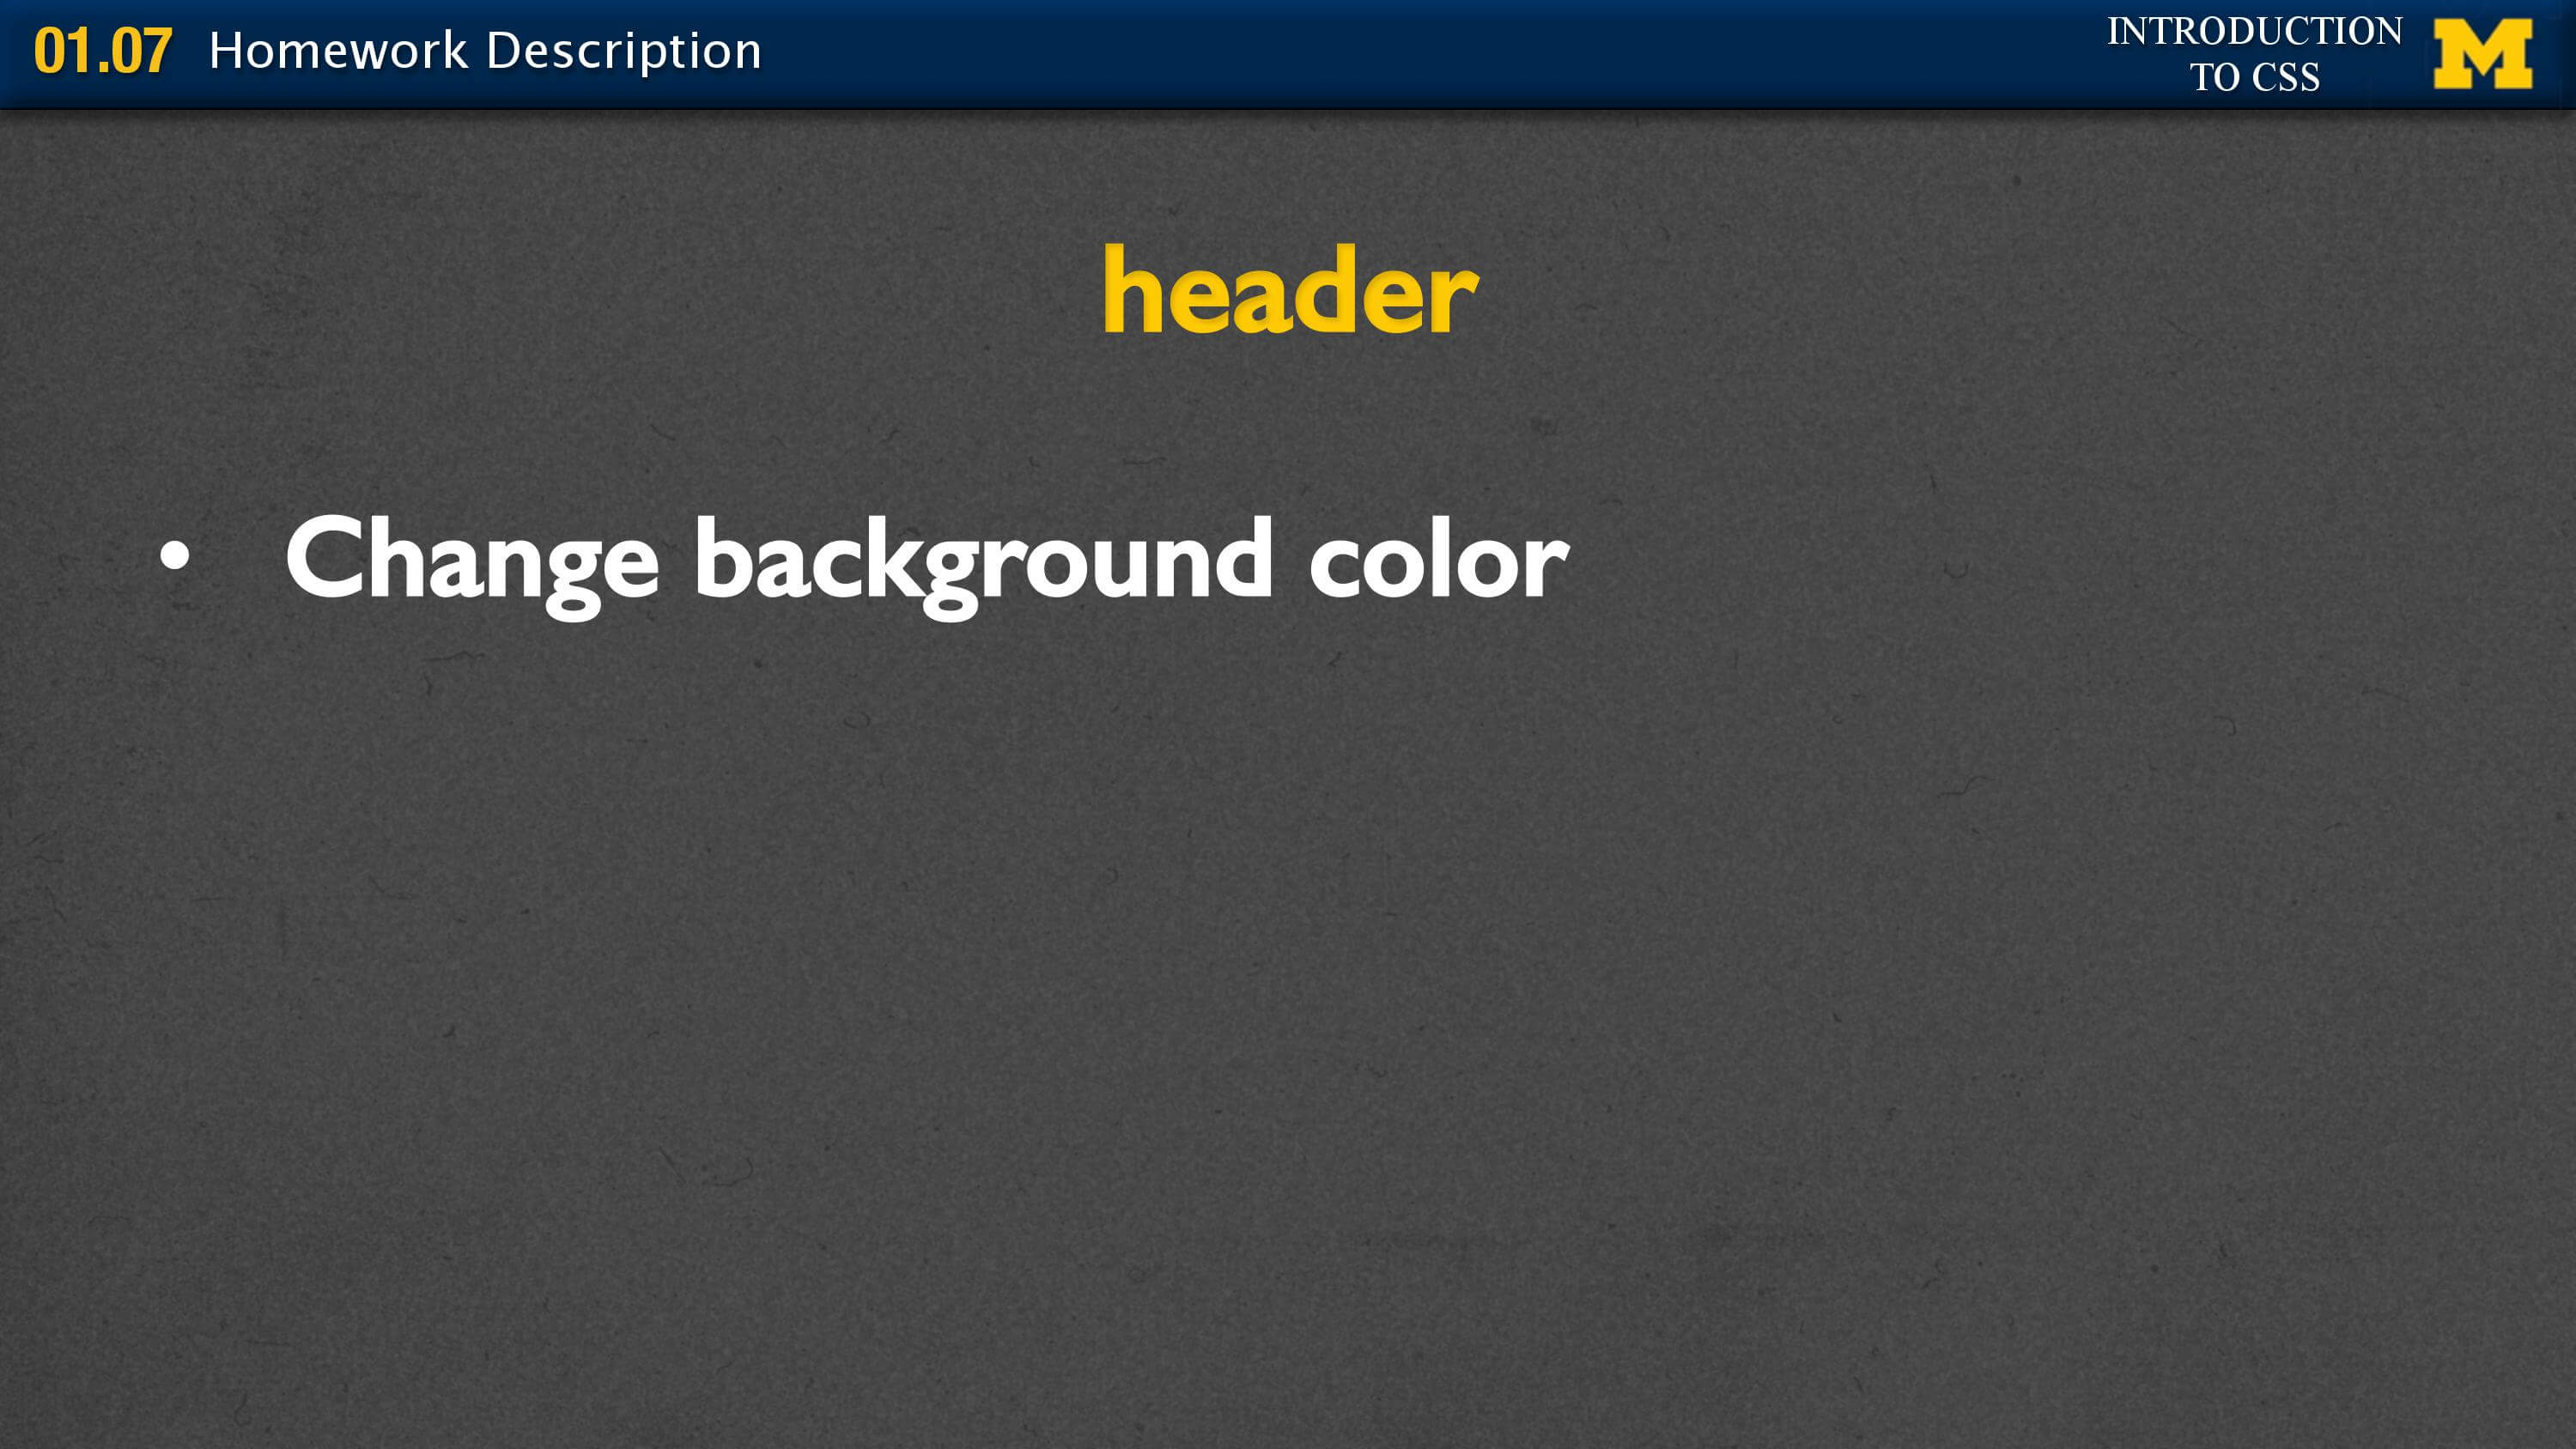 01.07 Homework Description
INTRODUCTION
TO CSS
M
header
• Change background color